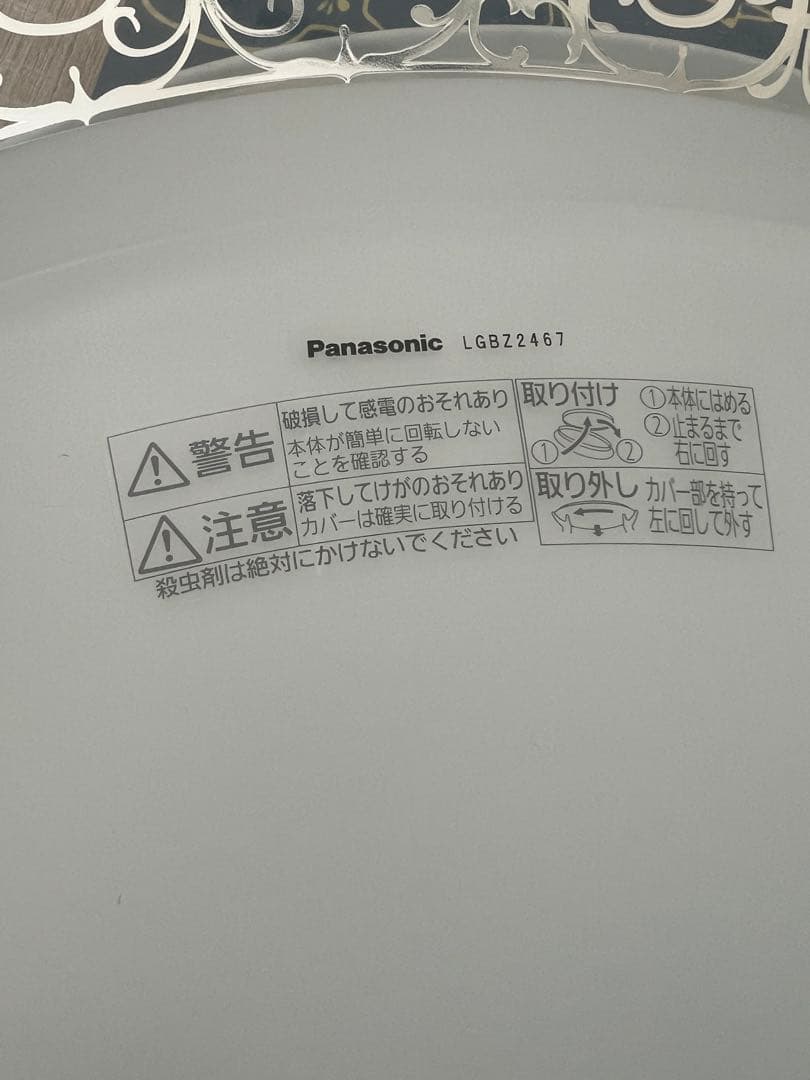 Panasonic LGBZ2467
警告
破損して感電のおそれあり
本体が簡単に回転しない
ことを確認する
注意
落下してけがのおそれあり
カバーは確実に取り付ける
殺虫剤は絶対にかけないでください
取り付け
①本体にはめる
②止まるまで
右に回す
① ②
取り外し
カバー部を持って
左に回して外す